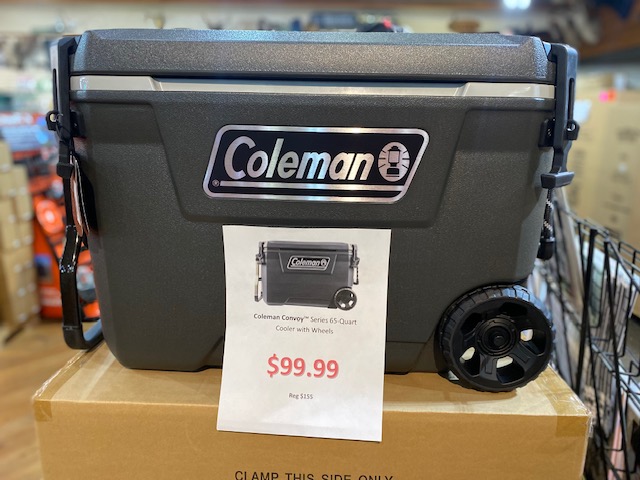 Coleman
®
Coleman
Coleman Convoy™ Series 65-Quart
Cooler with Wheels
$99.99
Reg $155
CLAMP THIS SIDE ONLY